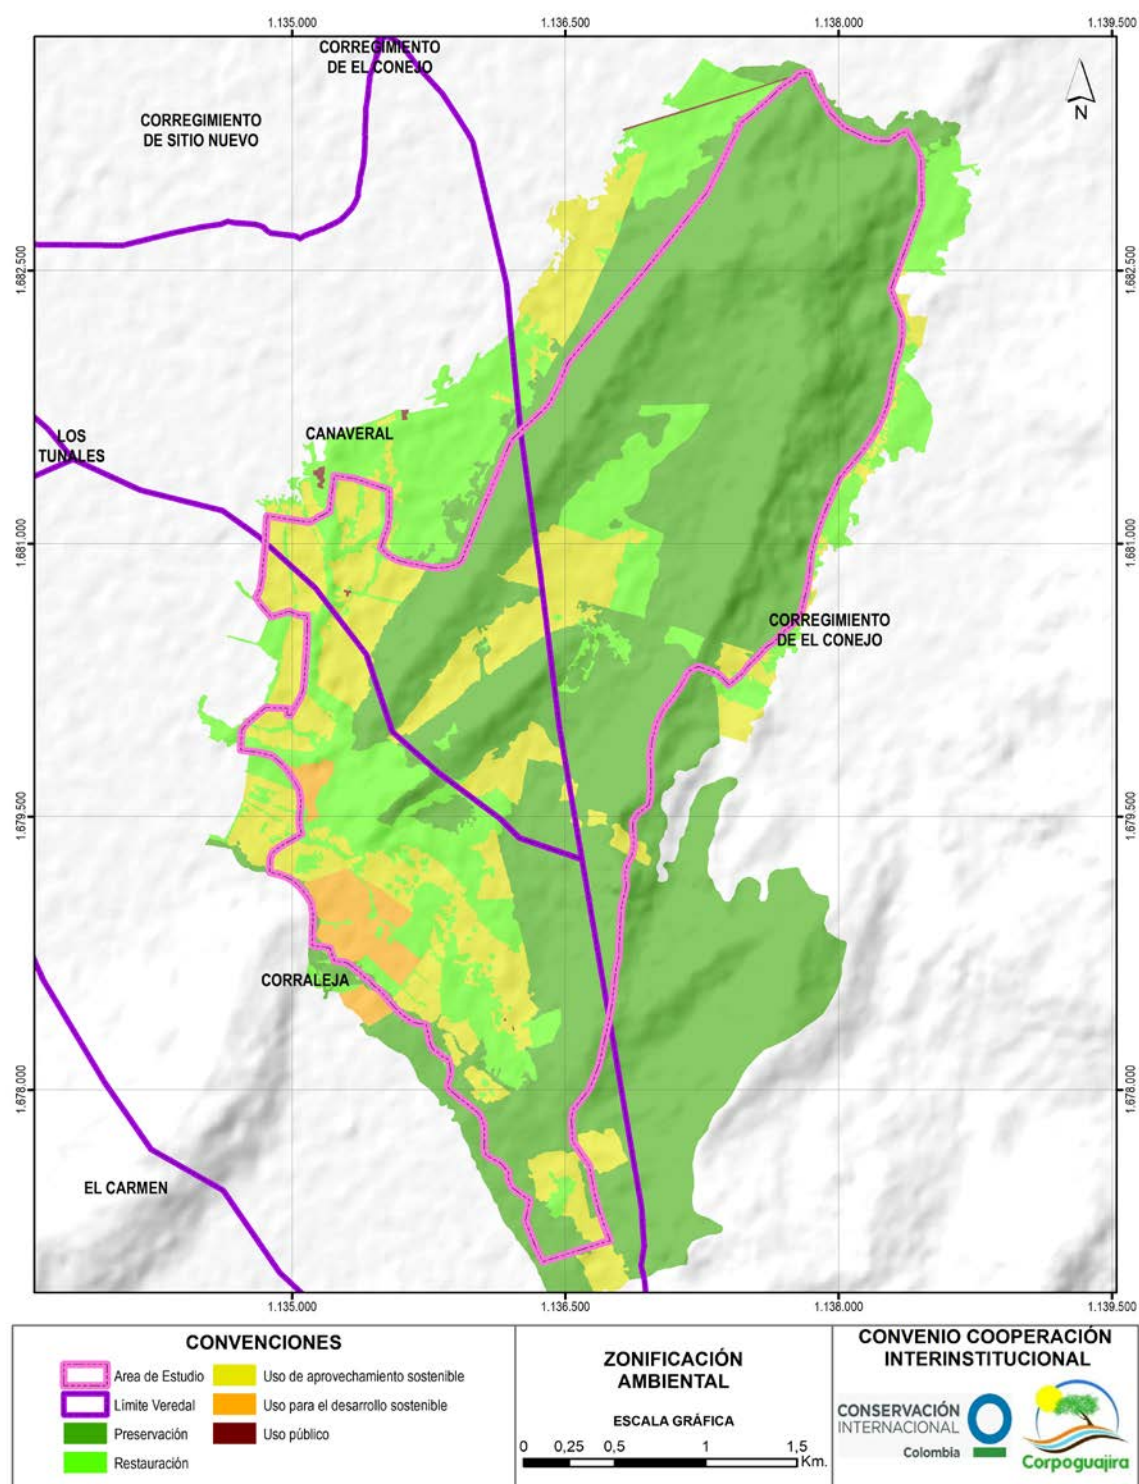 1.135.000
1.136.500
1.138.000
1.139.500
CORREGIMIENTO
DE EL CONEJO
CORREGIMIENTO
DE SITIO NUEVO
N
1.682.500
1.682.500
CANAVERAL
LOS
TUNALES
1.681.000
1.681.000
CORREGIMIENTO
DE EL CONEJO
1.679.500
1.679.500
CORRALEJA
1.678.000
1.678.000
EL CARMEN
1.135.000
1.136.500
1.138.000
1.139.500
CONVENCIONES
Area de Estudio
Límite Veredal
Preservación
Restauración
Uso de aprovechamiento sostenible
Uso para el desarrollo sostenible
Uso público
ZONIFICACIÓN
AMBIENTAL
ESCALA GRÁFICA
0 0,25 0,5 1 1,5
Km.
CONVENIO COOPERACIÓN
INTERINSTITUCIONAL
CONSERVACIÓN
INTERNACIONAL
Colombia
Corpoguajira